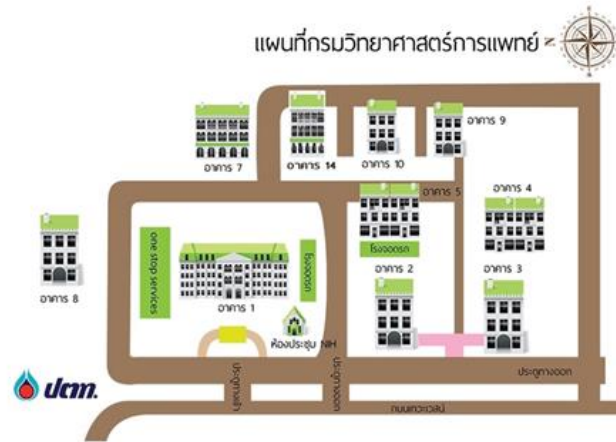 แผนที่กรมวิทยาศาสตร์การแพทย์
N
อาคาร 7
อาคาร 14
อาคาร 10
อาคาร 9
อาคาร 5
อาคาร 4
อาคาร 8
one stop services
อาคาร 1
โรงจอดรถ
โรงจอดรถ
อาคาร 2
อาคาร 3
ห้องประชุม NIH
ปตท.
ประตูทางเข้า
ประตูทางออก
ประตูทางออก
ถนนเทวะเวสน์